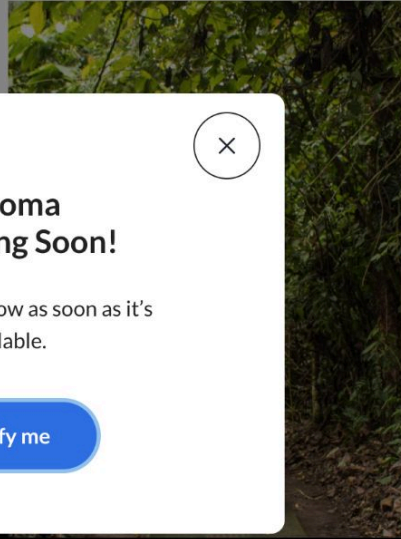 oma
ng Soon!
ow as soon as it's
lable.
fy me